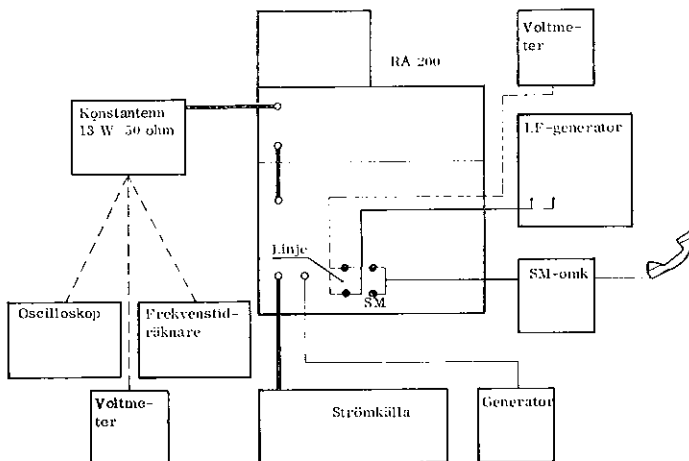 Voltme-
ter
RA 200
Konstantenn
13 W 50 ohm
LF-generator
Linje
SM
SM-omk
Oscilloskop
Frekvenstid-
räknare
Voltme-
ter
Strömkälla
Generator